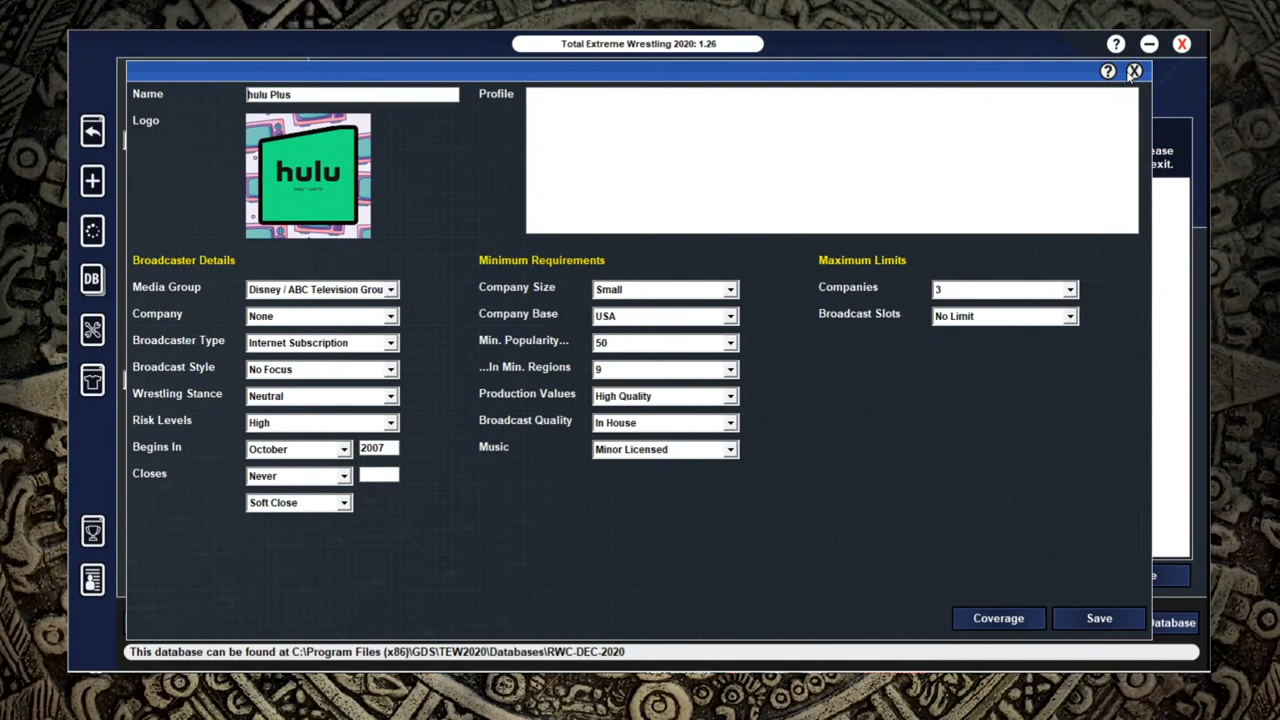 Total Extreme Wrestling 2020: 1.26
?
X
? X
Name
hulu Plus
Profile
Logo
hulu
ease
exit.
DB
Broadcaster Details
Minimum Requirements
Maximum Limits
Media Group
Disney / ABC Television Grou
Company Size
Small
Companies
3
Company
None
Company Base
USA
Broadcast Slots
No Limit
Broadcaster Type
Internet Subscription
Min. Popularity...
50
Broadcast Style
No Focus
...In Min. Regions
9
Wrestling Stance
Neutral
Production Values
High Quality
Risk Levels
High
Broadcast Quality
In House
Begins In
October
2007
Music
Minor Licensed
Closes
Never
Soft Close
e
Coverage
Save
Database
This database can be found at C:\Program Files (x86)\GDS\TEW2020\Databases\RWC-DEC-2020